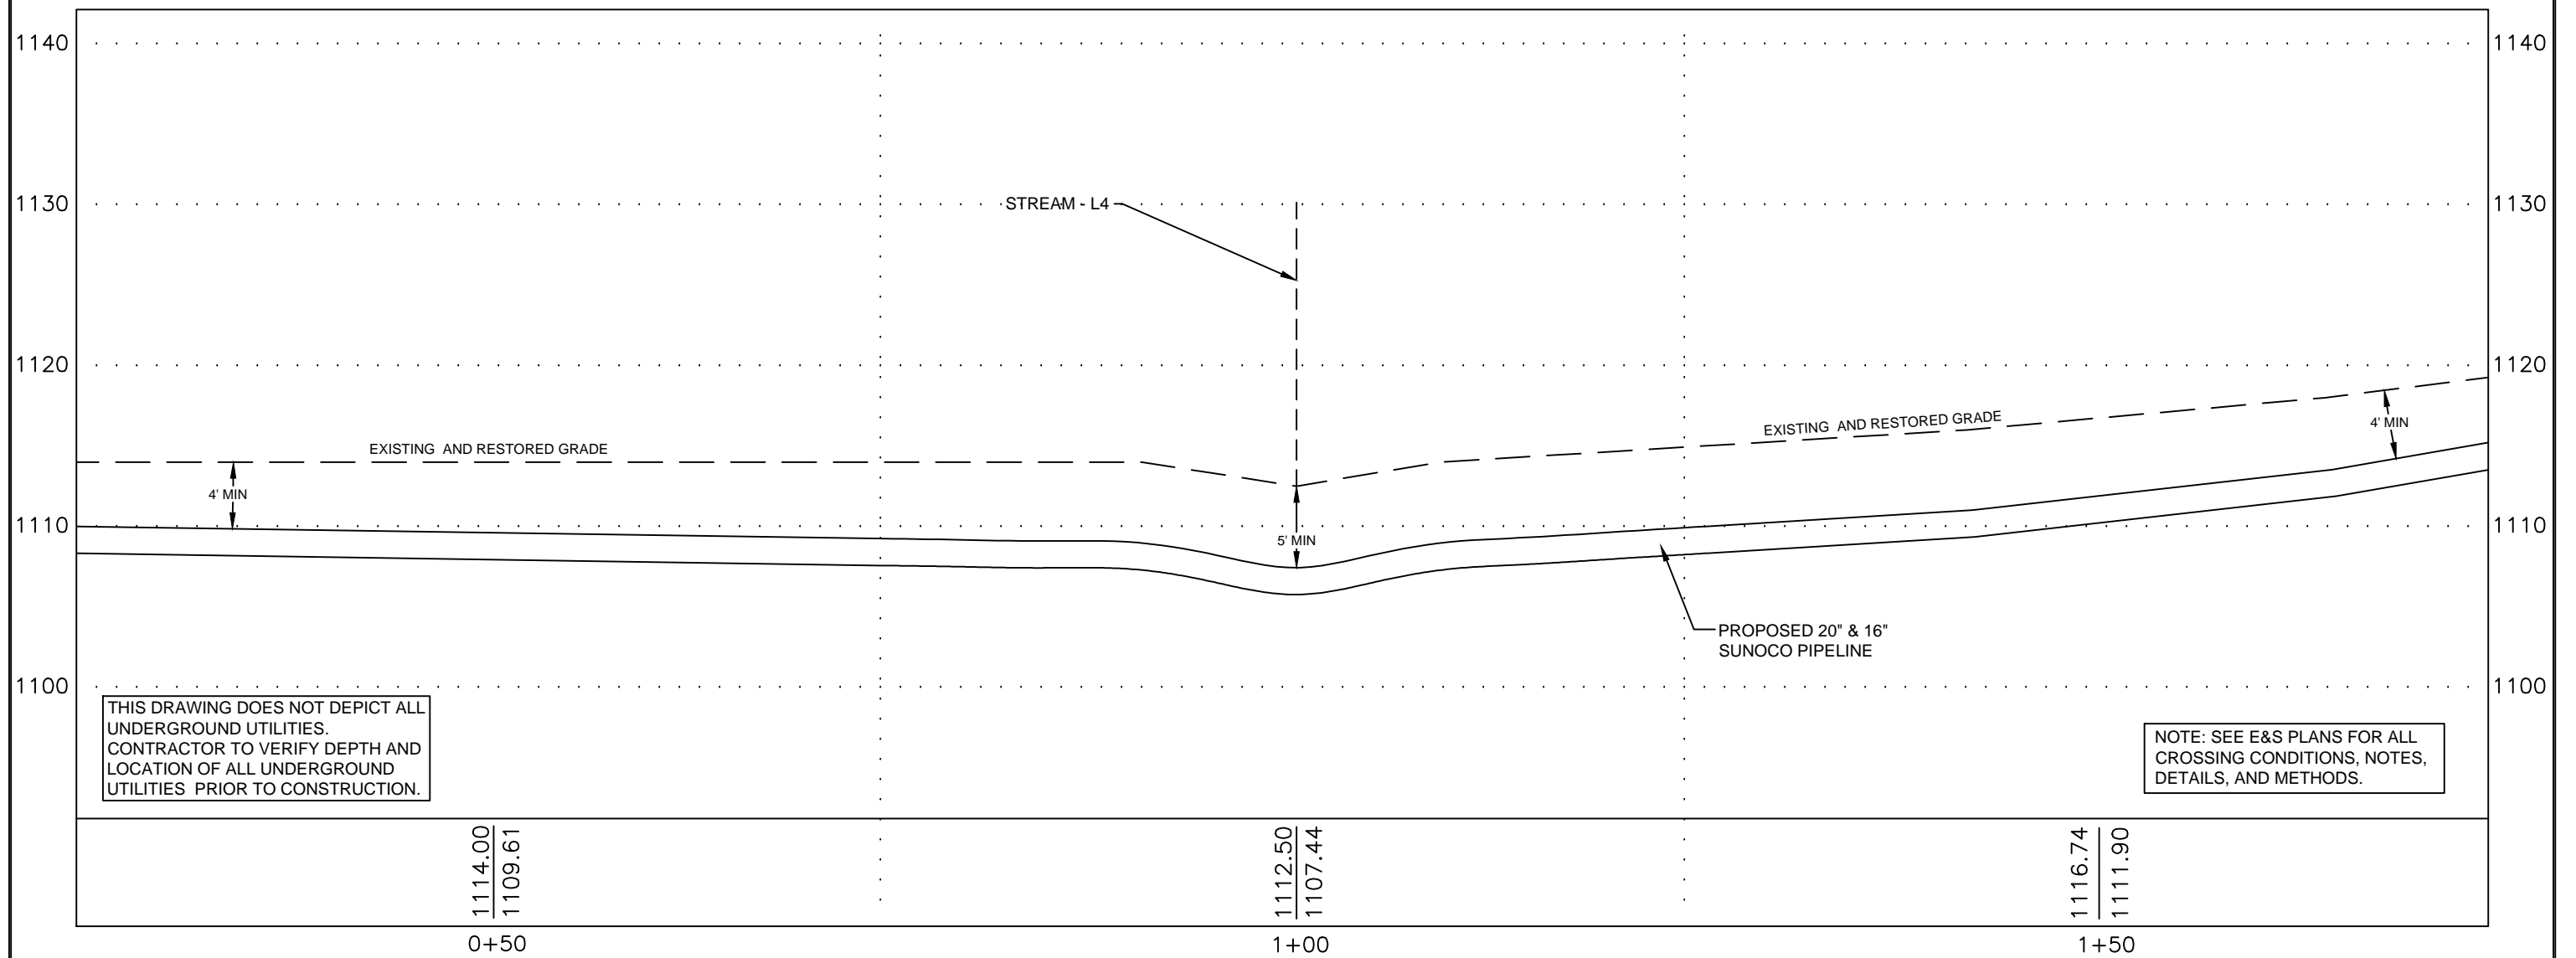 1140
1140
1130
STREAM - L4
1130
1120
1120
EXISTING AND RESTORED GRADE
EXISTING AND RESTORED GRADE
4' MIN
4' MIN
1110
5' MIN
1110
PROPOSED 20" & 16"
SUNOCO PIPELINE
1100
1100
THIS DRAWING DOES NOT DEPICT ALL
UNDERGROUND UTILITIES.
CONTRACTOR TO VERIFY DEPTH AND
LOCATION OF ALL UNDERGROUND
UTILITIES PRIOR TO CONSTRUCTION.
NOTE: SEE E&S PLANS FOR ALL
CROSSING CONDITIONS, NOTES,
DETAILS, AND METHODS.
1114.00
1109.61
1112.50
1107.44
1116.74
1111.90
0+50
1+00
1+50